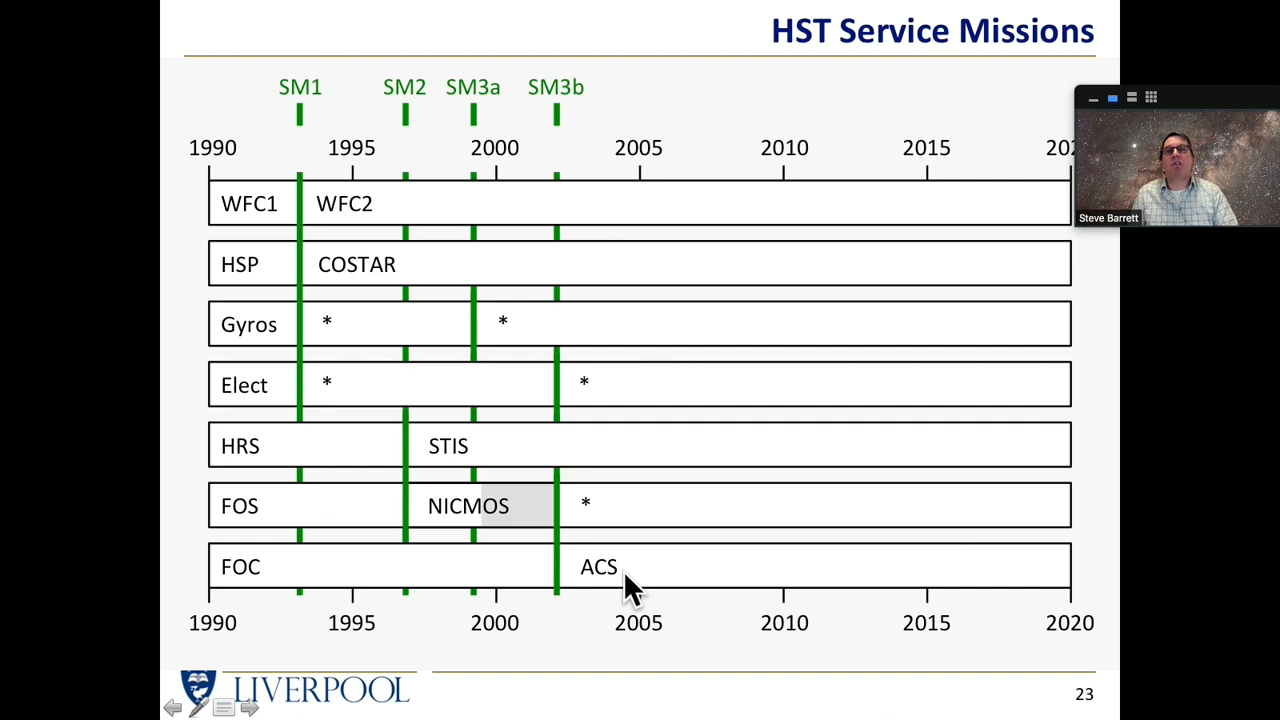 HST Service Missions
SM1 SM2 SM3a SM3b
1990 1995 2000 2005 2010 2015
WFC1 WFC2
Steve Barrett
HSP COSTAR
Gyros * *
Elect * *
HRS STIS
FOS NICMOS *
FOC ACS
1990 1995 2000 2005 2010 2015 2020
LIVERPOOL
23